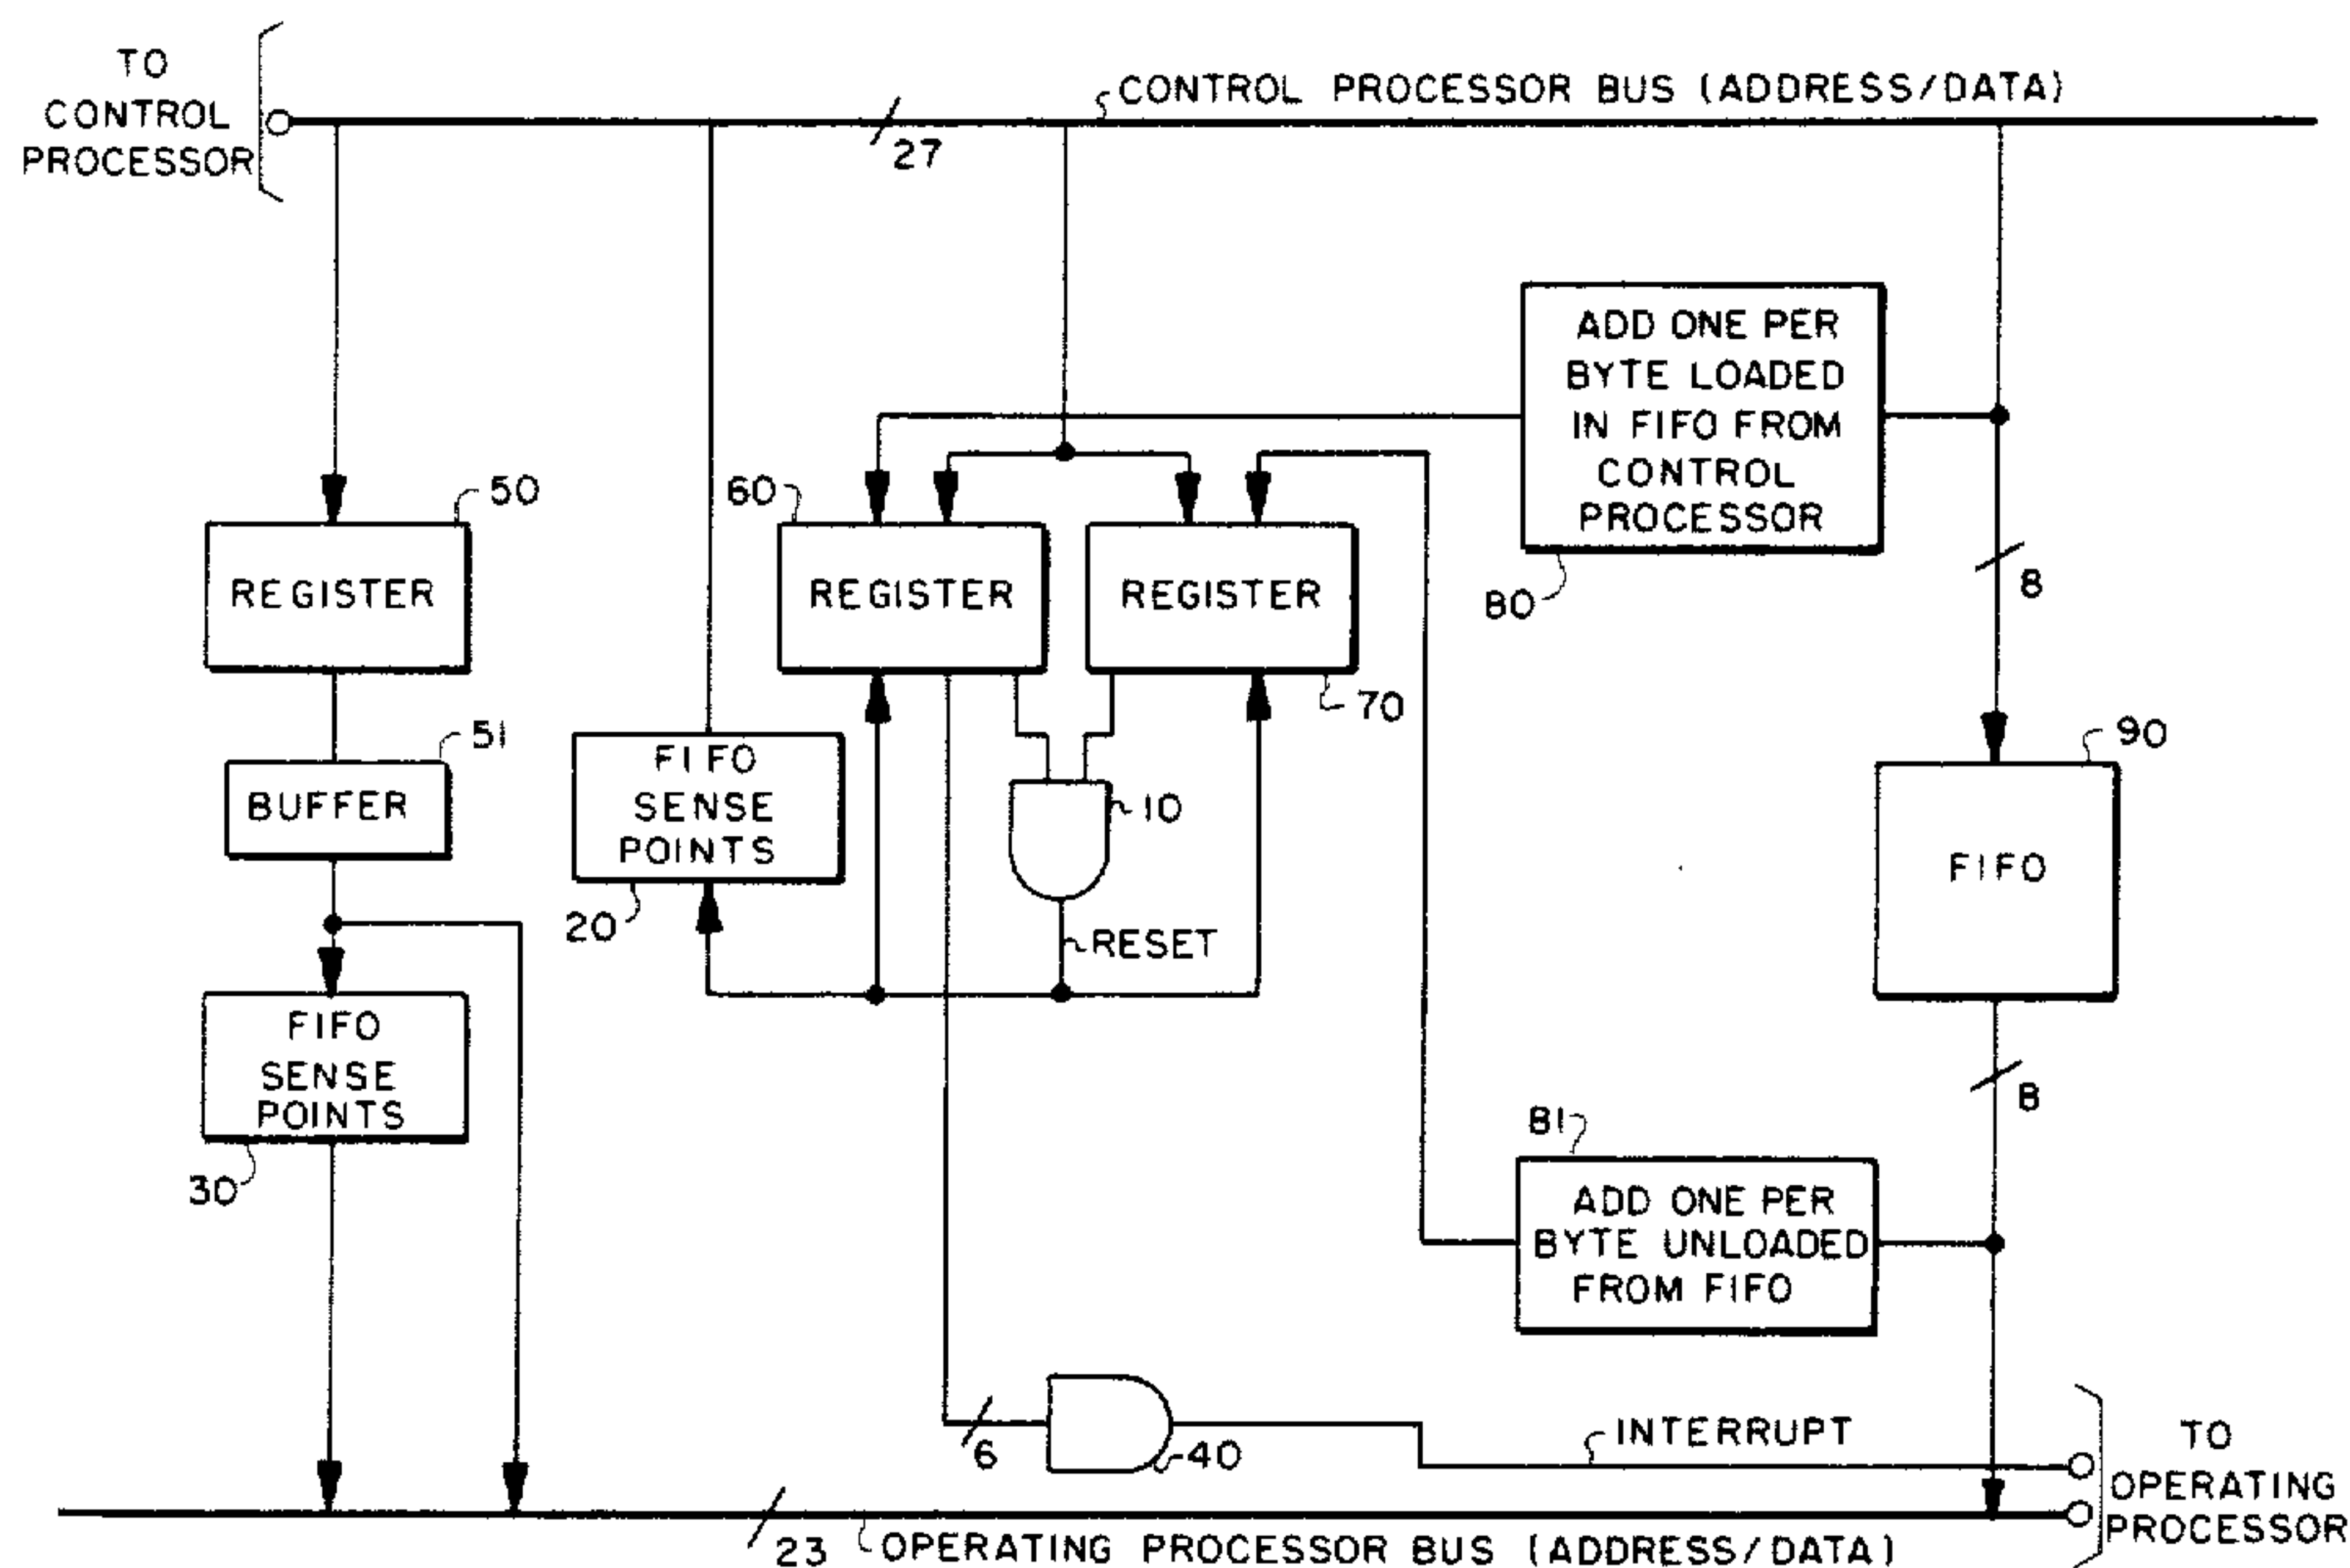 TO
CONTROL
PROCESSOR
CONTROL PROCESSOR BUS (ADDRESS/DATA)
27
ADD ONE PER
BYTE LOADED
IN FIFO FROM
CONTROL
PROCESSOR
80
8
50
REGISTER
60
REGISTER
REGISTER
70
51
BUFFER
FIFO
SENSE
POINTS
20
10
RESET
90
FIFO
8
FIFO
SENSE
POINTS
30
81
ADD ONE PER
BYTE UNLOADED
FROM FIFO
6
40
INTERRUPT
TO
OPERATING
PROCESSOR
23
OPERATING PROCESSOR BUS (ADDRESS/DATA)